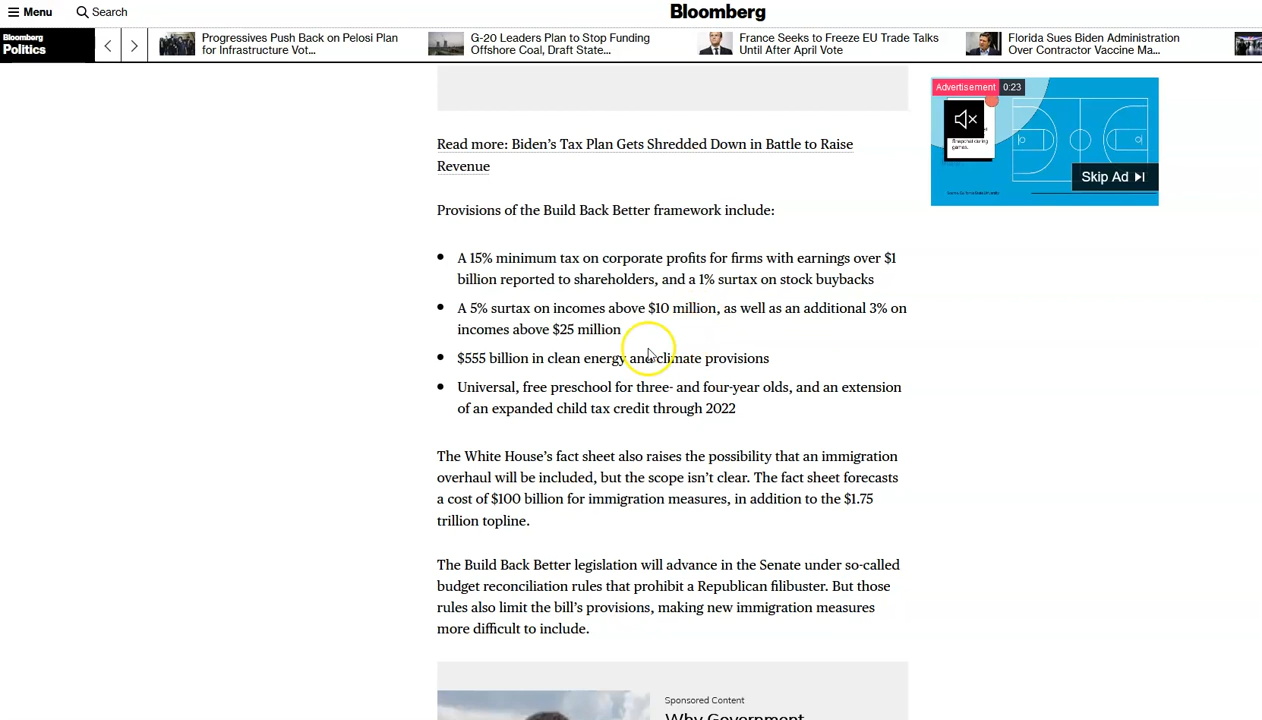 Menu
Search
Bloomberg
Bloomberg
Politics
Progressives Push Back on Pelosi Plan
for Infrastructure Vot...
G-20 Leaders Plan to Stop Funding
Offshore Coal, Draft State...
France Seeks to Freeze EU Trade Talks
Until After April Vote
Florida Sues Biden Administration
Over Contractor Vaccine Ma...
Advertisement 0:23
Snapchat during
games.
Skip Ad
Read more: Biden’s Tax Plan Gets Shredded Down in Battle to Raise
Revenue
Provisions of the Build Back Better framework include:
A 15% minimum tax on corporate profits for firms with earnings over $1
billion reported to shareholders, and a 1% surtax on stock buybacks
A 5% surtax on incomes above $10 million, as well as an additional 3% on
incomes above $25 million
$555 billion in clean energy and climate provisions
Universal, free preschool for three- and four-year olds, and an extension
of an expanded child tax credit through 2022
The White House’s fact sheet also raises the possibility that an immigration
overhaul will be included, but the scope isn’t clear. The fact sheet forecasts
a cost of $100 billion for immigration measures, in addition to the $1.75
trillion topline.
The Build Back Better legislation will advance in the Senate under so-called
budget reconciliation rules that prohibit a Republican filibuster. But those
rules also limit the bill’s provisions, making new immigration measures
more difficult to include.
Sponsored Content
Why Government